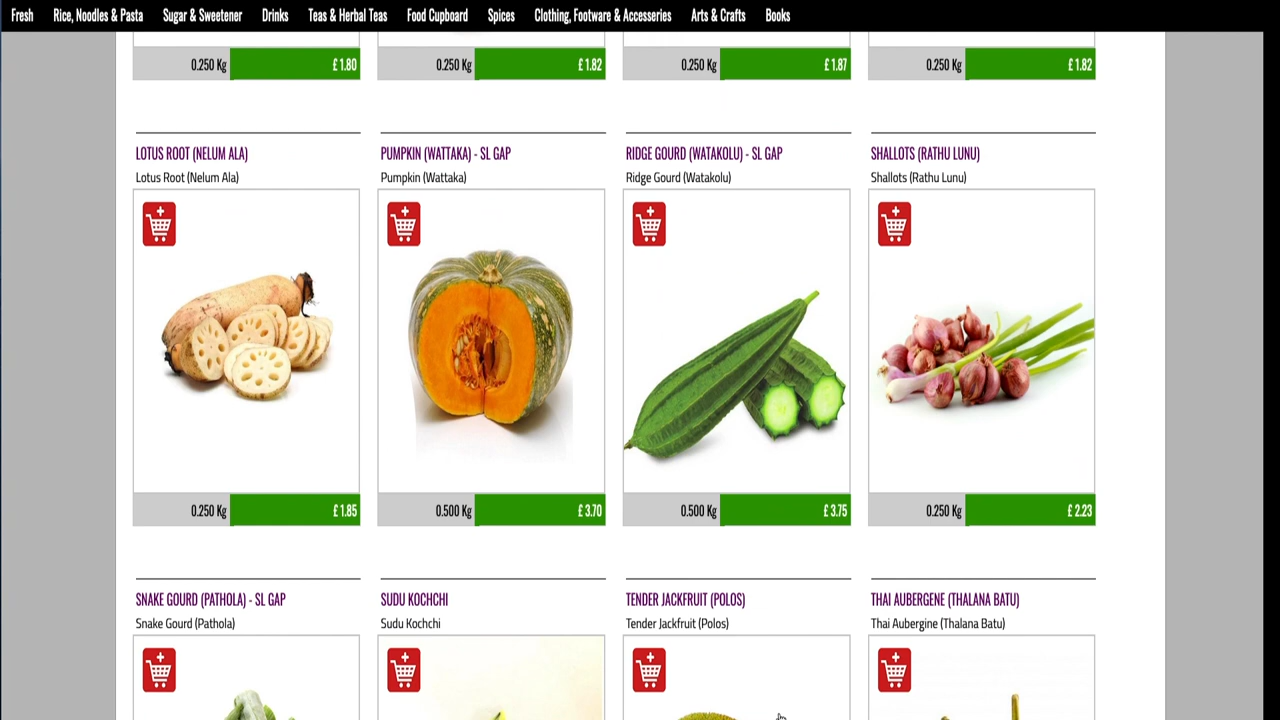 Fresh Rice, Noodles & Pasta Sugar & Sweetener Drinks Teas & Herbal Teas Food Cupboard Spices Clothing, Footware & Accesseries Arts & Crafts Books
0.250 Kg £ 1.80 0.250 Kg £ 1.82 0.250 Kg £ 1.87 0.250 Kg £ 1.82
LOTUS ROOT (NELUM ALA) PUMPKIN (WATTAKA) - SL GAP RIDGE GOURD (WATAKOLU) - SL GAP SHALLOTS (RATHU LUNU)
Lotus Root (Nelum Ala) Pumpkin (Wattaka) Ridge Gourd (Watakolu) Shallots (Rathu Lunu)
0.250 Kg £ 1.85 0.500 Kg £ 3.70 0.500 Kg £ 3.75 0.250 Kg £ 2.23
SNAKE GOURD (PATHOLA) - SL GAP SUDU KOCHCHI TENDER JACKFRUIT (POLOS) THAI AUBERGENE (THALANA BATU)
Snake Gourd (Pathola) Sudu Kochchi Tender Jackfruit (Polos) Thai Aubergine (Thalana Batu)